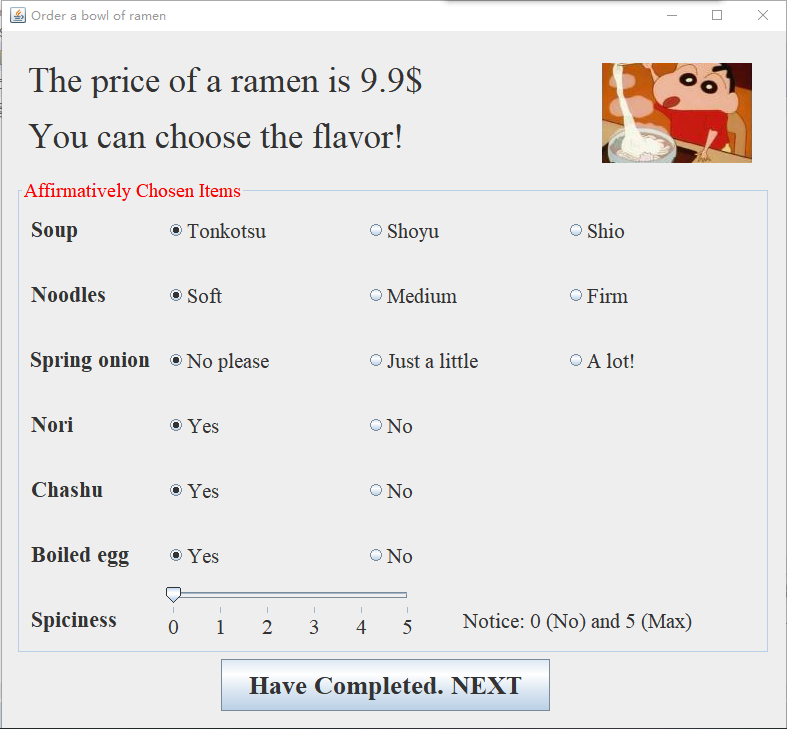 Order a bowl of ramen
The price of a ramen is 9.9$
You can choose the flavor!
Affirmatively Chosen Items
Soup Tonkotsu Shoyu Shio
Noodles Soft Medium Firm
Spring onion No please Just a little A lot!
Nori Yes No
Chashu Yes No
Boiled egg Yes No
Spiciness 0 1 2 3 4 5 Notice: 0 (No) and 5 (Max)
Have Completed. NEXT